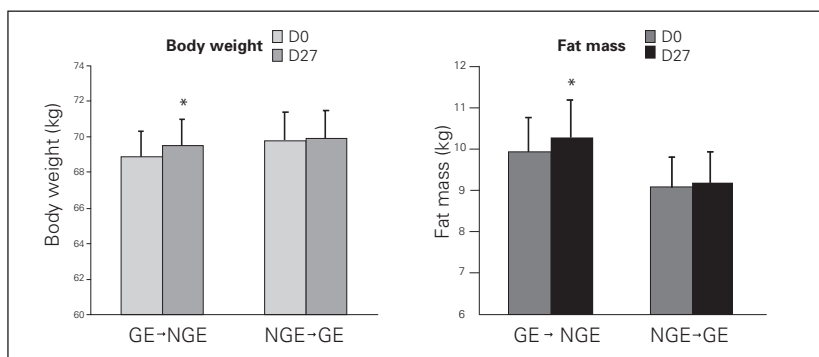 Body weight
D0
D27
Body weight (kg)
74
72
70
68
66
64
62
60
*
GE→NGE
NGE→GE
Fat mass
D0
D27
Fat mass (kg)
12
11
10
9
8
7
6
*
GE → NGE
NGE→GE